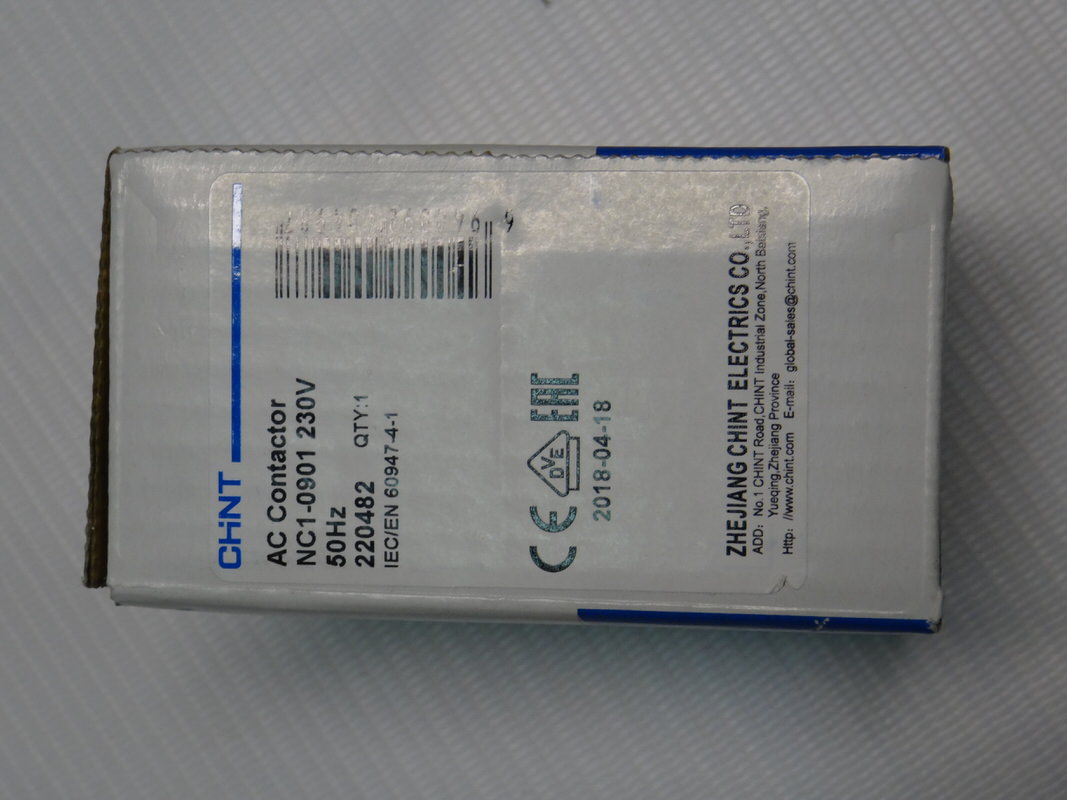 CHNT
AC Contactor
NC1-0901 230V
50Hz
220482 QTY:1
IEC/EN 60947-4-1
9
CE DVE EAC
2018-04-18
ZHEJIANG CHINT ELECTRICS CO.,LTD
ADD: No.1 CHINT Road,CHINT Industrial Zone,North Baixiang,
Yueqing,Zhejiang Province
Http: //www.chint.com E-mail: global-sales@chint.com